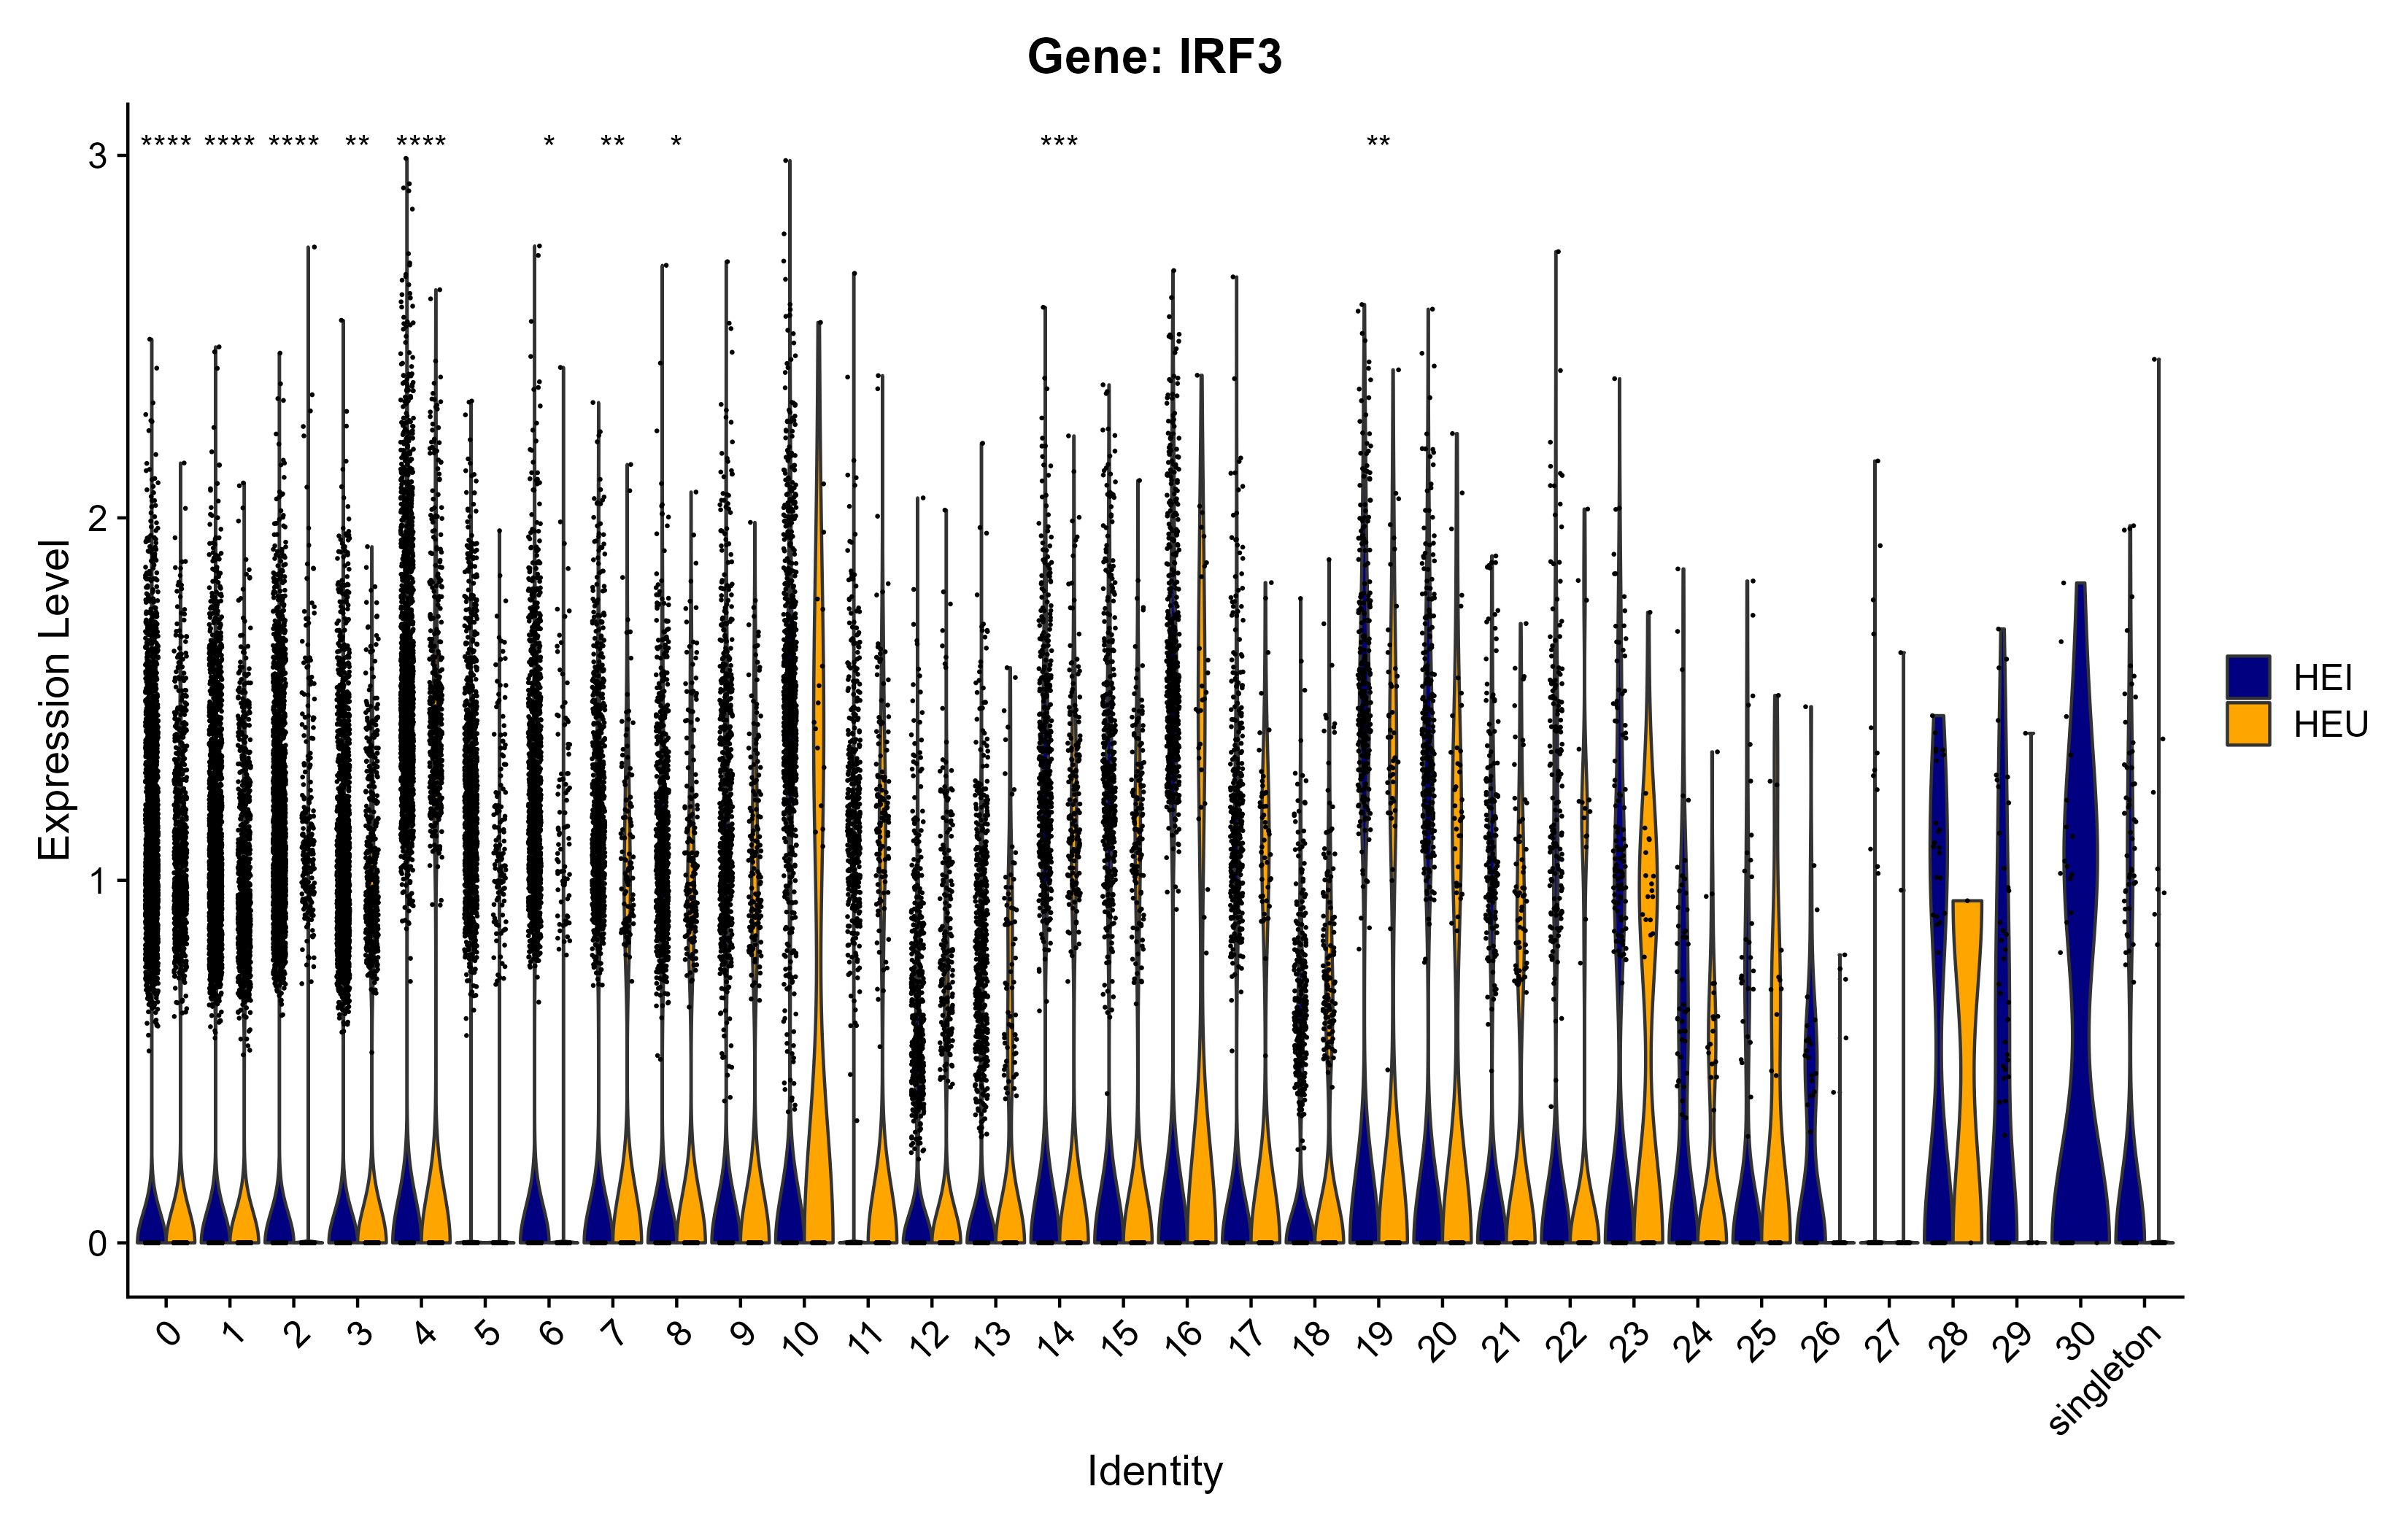 Gene: IRF3
**** **** **** ** **** * ** * *** **
Expression Level
3
2
1
0
0 1 2 3 4 5 6 7 8 9 10 11 12 13 14 15 16 17 18 19 20 21 22 23 24 25 26 27 28 29 30 singleton
Identity
HEI
HEU